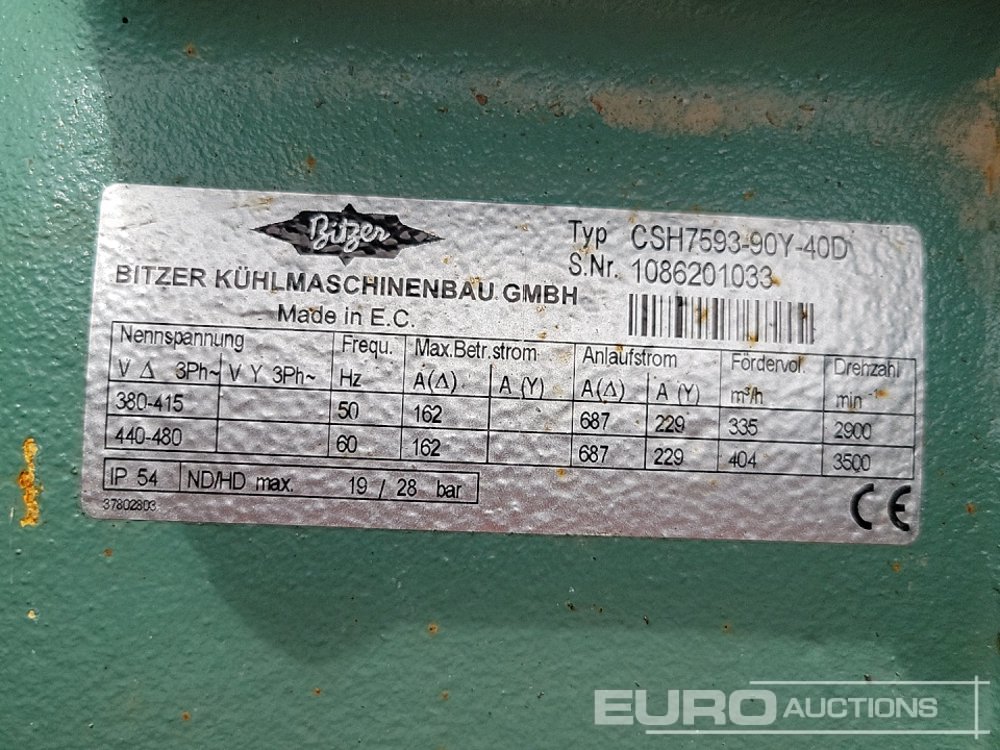 Bitzer
BITZER KÜHLMASCHINENBAU GMBH
Made in E.C.
Typ CSH7593-90Y-40D
S.Nr. 1086201033
Nennspannung Frequ. Max.Betr.strom Anlaufstrom Fördervol. Drehzahl
V Δ 3Ph~ V Y 3Ph~ Hz A(Δ) A (Y) A(Δ) A (Y) m³/h min⁻¹
380-415 50 162 687 229 335 2900
440-480 60 162 687 229 404 3500
IP 54 ND/HD max. 19 / 28 bar
37802803
CE
EURO AUCTIONS